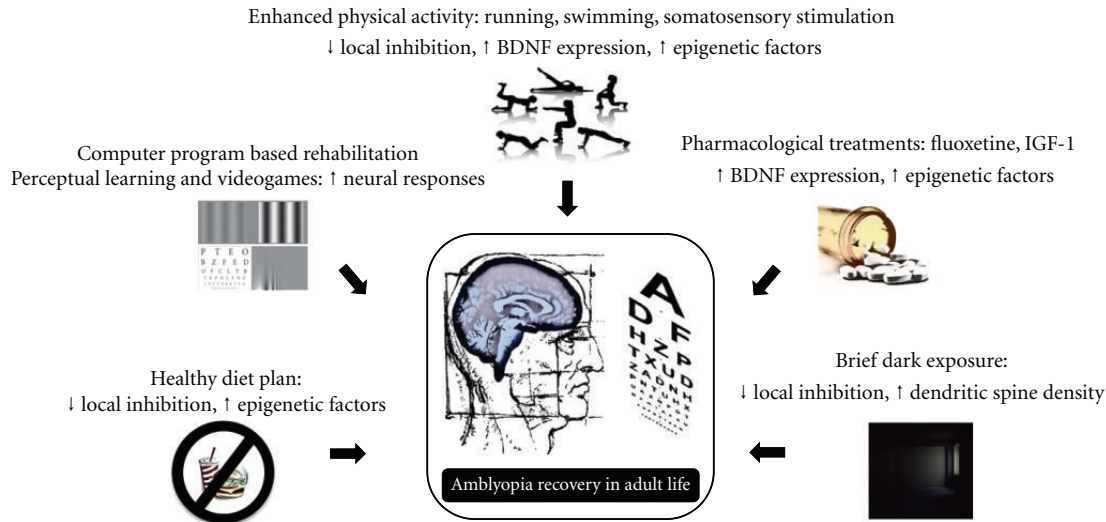 Enhanced physical activity: running, swimming, somatosensory stimulation
↓ local inhibition, ↑ BDNF expression, ↑ epigenetic factors
Computer program based rehabilitation
Perceptual learning and videogames: ↑ neural responses
P T E O
B Z F E D
O F C L T B
Pharmacological treatments: fluoxetine, IGF-1
↑ BDNF expression, ↑ epigenetic factors
Healthy diet plan:
↓ local inhibition, ↑ epigenetic factors
A
D F
H Z P
Brief dark exposure:
↓ local inhibition, ↑ dendritic spine density
Amblyopia recovery in adult life